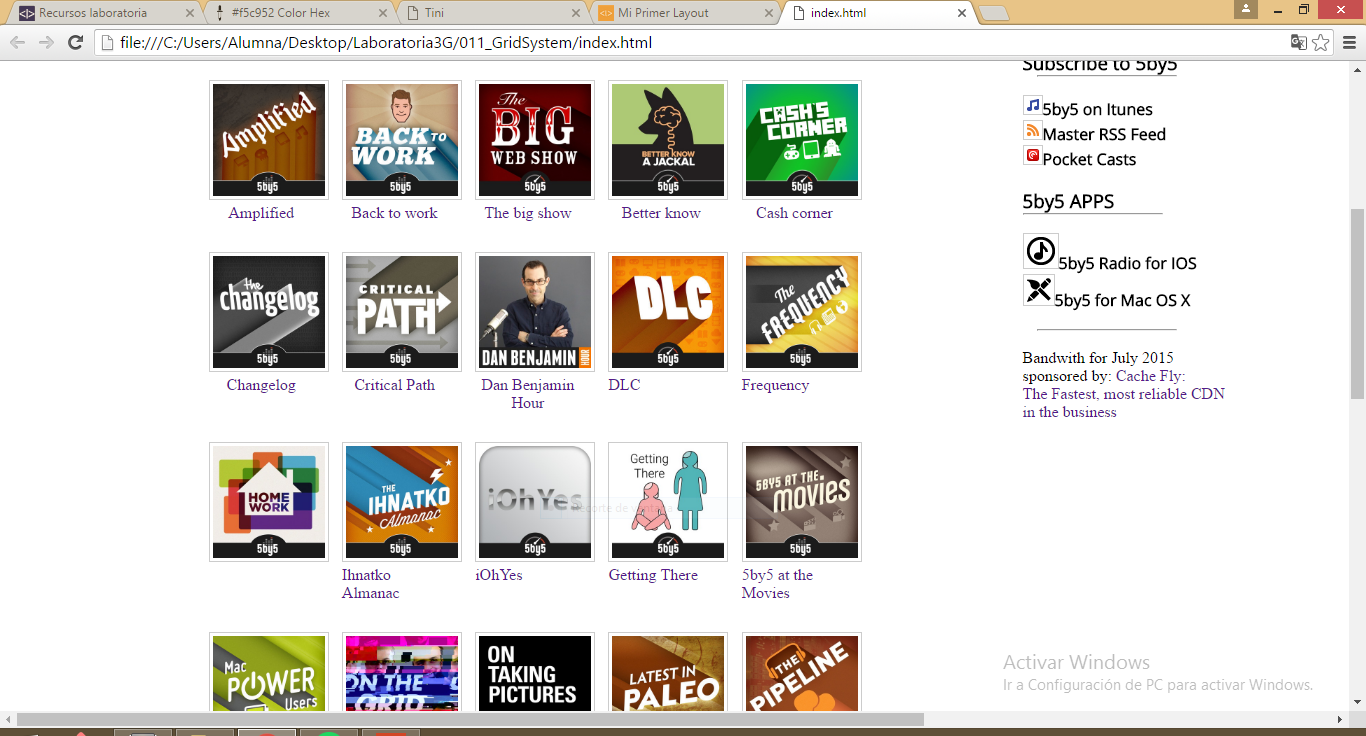 Recursos laboratoria
#f5c952 Color Hex
Tini
Mi Primer Layout
index.html
file:///C:/Users/Alumna/Desktop/Laboratoria3G/011_GridSystem/index.html
Amplified
5by5
BACK TO WORK
5by5
The BIG WEB SHOW
5by5
BETTER KNOW A JACKAL
5by5
CASH'S CORNER
5by5
Amplified
Back to work
The big show
Better know
Cash corner
the changelog
5by5
CRITICAL PATH
5by5
DAN BENJAMIN HOUR
DLC
5by5
The FREQUENCY
5by5
Changelog
Critical Path
Dan Benjamin
Hour
DLC
Frequency
HOME WORK
5by5
THE IHNATKO Almanac
5by5
iOhYes
5by5
Getting There
5by5
5BY5 AT THE movies
5by5
Ihnatko
Almanac
iOhYes
Getting There
5by5 at the
Movies
Mac POWER Users
ON THE GRID
ON TAKING PICTURES
LATEST IN PALEO
THE PIPELINE
Subscribe to 5by5
5by5 on Itunes
Master RSS Feed
Pocket Casts
5by5 APPS
5by5 Radio for IOS
5by5 for Mac OS X
Bandwith for July 2015
sponsored by: Cache Fly:
The Fastest, most reliable CDN
in the business
Activar Windows
Ir a Configuración de PC para activar Windows.